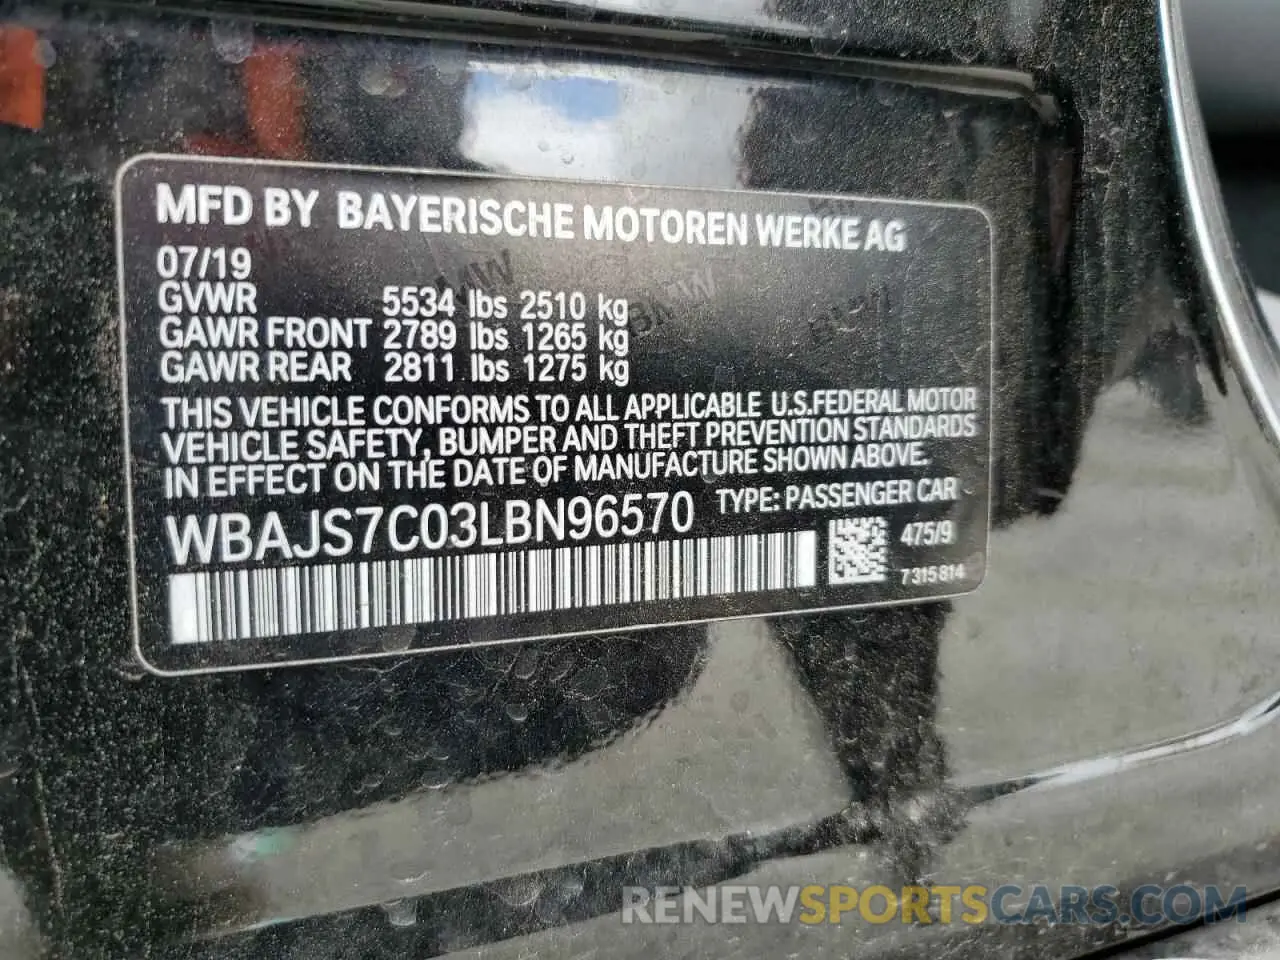 MFD BY BAYERISCHE MOTOREN WERKE AG
07/19
GVWR 5534 lbs 2510 kg
GAWR FRONT 2789 lbs 1265 kg
GAWR REAR 2811 lbs 1275 kg
THIS VEHICLE CONFORMS TO ALL APPLICABLE U.S.FEDERAL MOTOR
VEHICLE SAFETY, BUMPER AND THEFT PREVENTION STANDARDS
IN EFFECT ON THE DATE OF MANUFACTURE SHOWN ABOVE.
WBAJS7C03LBN96570 TYPE: PASSENGER CAR
475/9
7315814
BMW BMW BMW
RENEWSPORTSCARS.COM